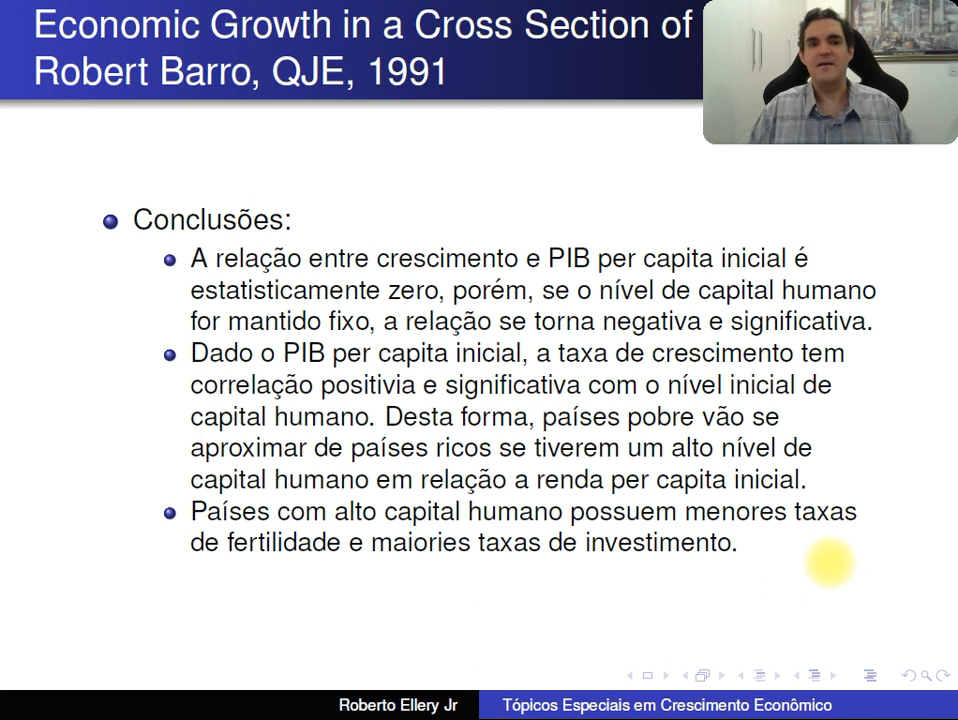 Economic Growth in a Cross Section of
Robert Barro, QJE, 1991
Conclusões:
A relação entre crescimento e PIB per capita inicial é
estatisticamente zero, porém, se o nível de capital humano
for mantido fixo, a relação se torna negativa e significativa.
Dado o PIB per capita inicial, a taxa de crescimento tem
correlação positivia e significativa com o nível inicial de
capital humano. Desta forma, países pobre vão se
aproximar de países ricos se tiverem um alto nível de
capital humano em relação a renda per capita inicial.
Países com alto capital humano possuem menores taxas
de fertilidade e maiories taxas de investimento.
Roberto Ellery Jr
Tópicos Especiais em Crescimento Econômico